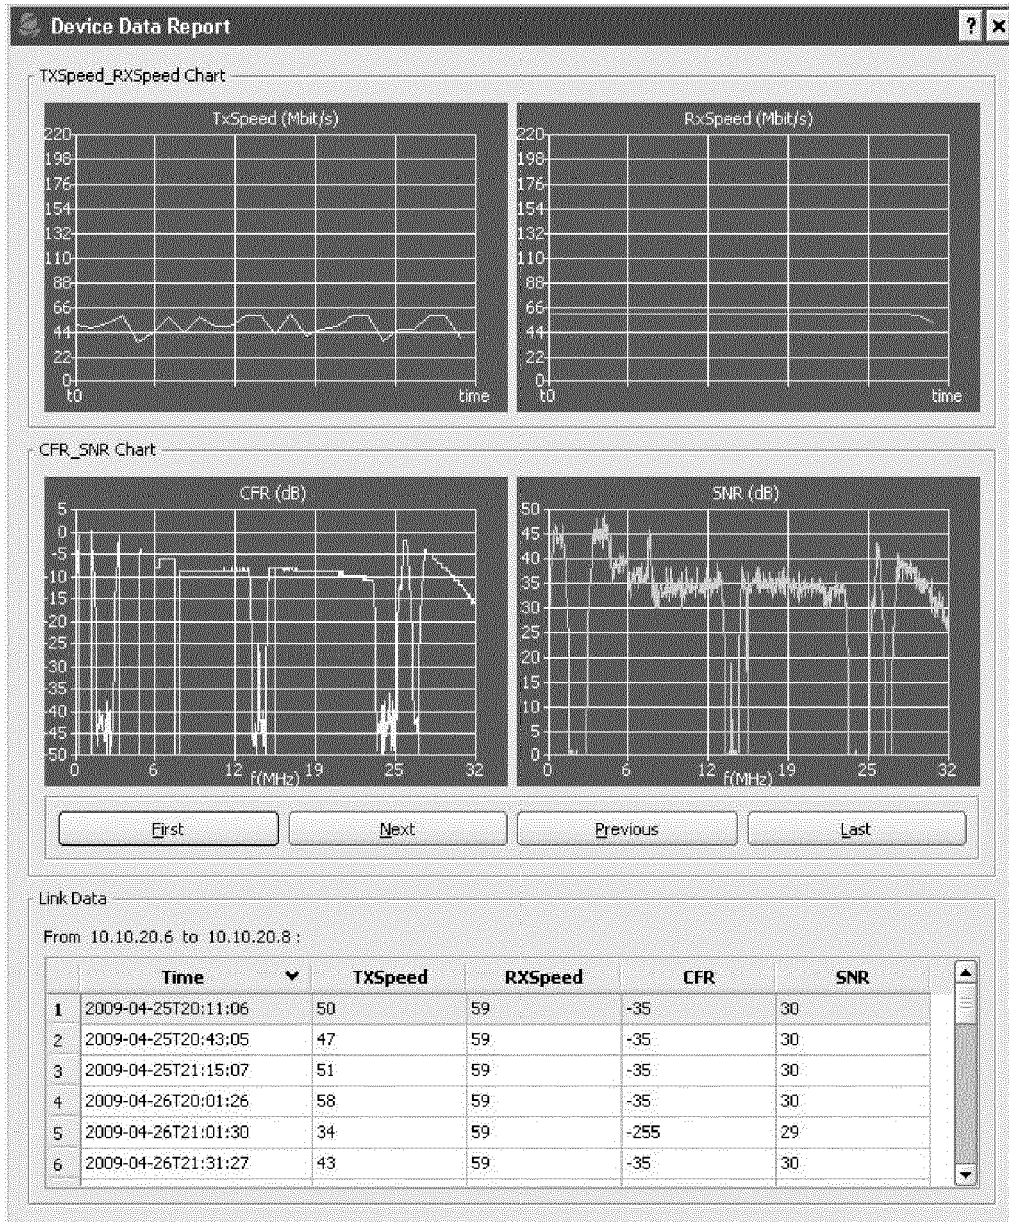 Device Data Report
?
TXSpeed_RXSpeed Chart
TxSpeed (Mbit/s)
220
198
176
154
132
110
88
66
44
22
0
t0
time
RxSpeed (Mbit/s)
220
198
176
154
132
110
88
66
44
22
0
t0
time
CFR_SNR Chart
CFR (dB)
5
0
-5
-10
-15
-20
-25
-30
-35
-40
-45
-50
0 6 12 19 25 32
f(MHz)
SNR (dB)
50
45
40
35
30
25
20
15
10
5
0
0 6 12 19 25 32
f(MHz)
First Next Previous Last
Link Data
From 10.10.20.6 to 10.10.20.8 :
Time TXSpeed RXSpeed CFR SNR
1 2009-04-25T20:11:06 50 59 -35 30
2 2009-04-25T20:43:05 47 59 -35 30
3 2009-04-25T21:15:07 51 59 -35 30
4 2009-04-26T20:01:26 58 59 -35 30
5 2009-04-26T21:01:30 34 59 -255 29
6 2009-04-26T21:31:27 43 59 -35 30